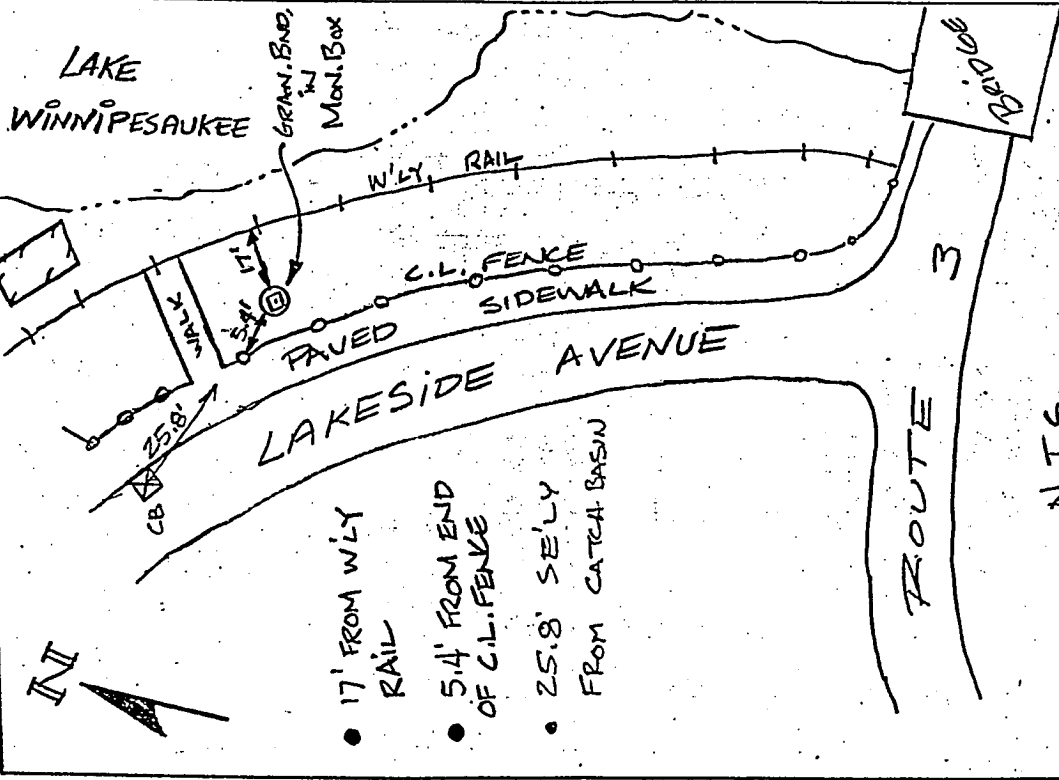 LAKE
WINNIPESAUKEE
GRAN. BND.
IN
MON. BOX
W'LY RAIL
17'
5.4'
WALK
C.L. FENCE
PAVED SIDEWALK
25.8'
CB
LAKESIDE AVENUE
N
• 17' FROM W'LY
RAIL
• 5.4' FROM END
OF C.L. FENCE
• 25.8' SE'LY
FROM CATCH BASIN
BRIDGE
ROUTE 3
N.T.S.